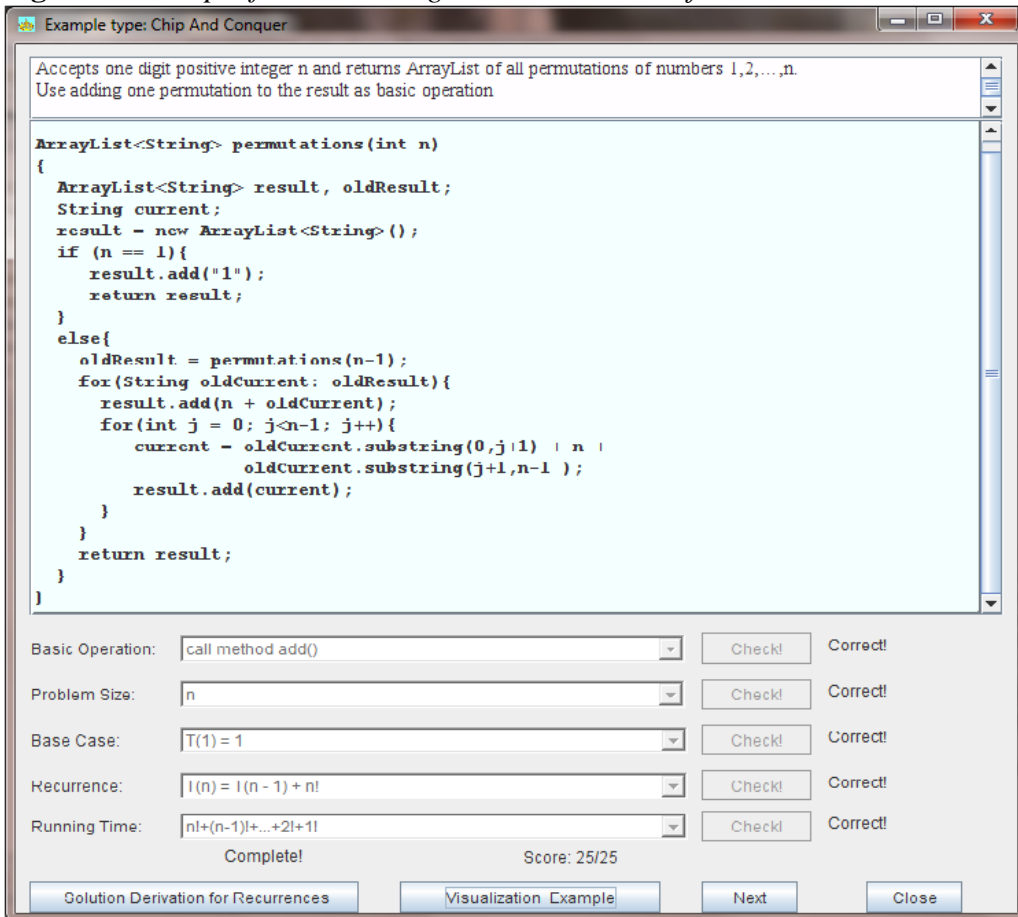 Example type: Chip And Conquer
Accepts one digit positive integer n and returns ArrayList of all permutations of numbers 1,2,...,n.
Use adding one permutation to the result as basic operation
ArrayList<String> permutations(int n)
{
ArrayList<String> result, oldResult;
String current;
result = new ArrayList<String>();
if (n == 1){
result.add("1");
return result;
}
else{
oldResult = permutations(n-1);
for(String oldCurrent: oldResult){
result.add(n + oldCurrent);
for(int j = 0; j<n-1; j++){
current = oldCurrent.substring(0,j+1) + n +
oldCurrent.substring(j+1,n-1 );
result.add(current);
}
}
return result;
}
}
Basic Operation: call method add() Check! Correct!
Problem Size: n Check! Correct!
Base Case: T(1) = 1 Check! Correct!
Recurrence: T(n) = T(n - 1) + n! Check! Correct!
Running Time: n!+(n-1)!+...+2!+1! Check! Correct!
Complete! Score: 25/25
Solution Derivation for Recurrences Visualization Example Next Close